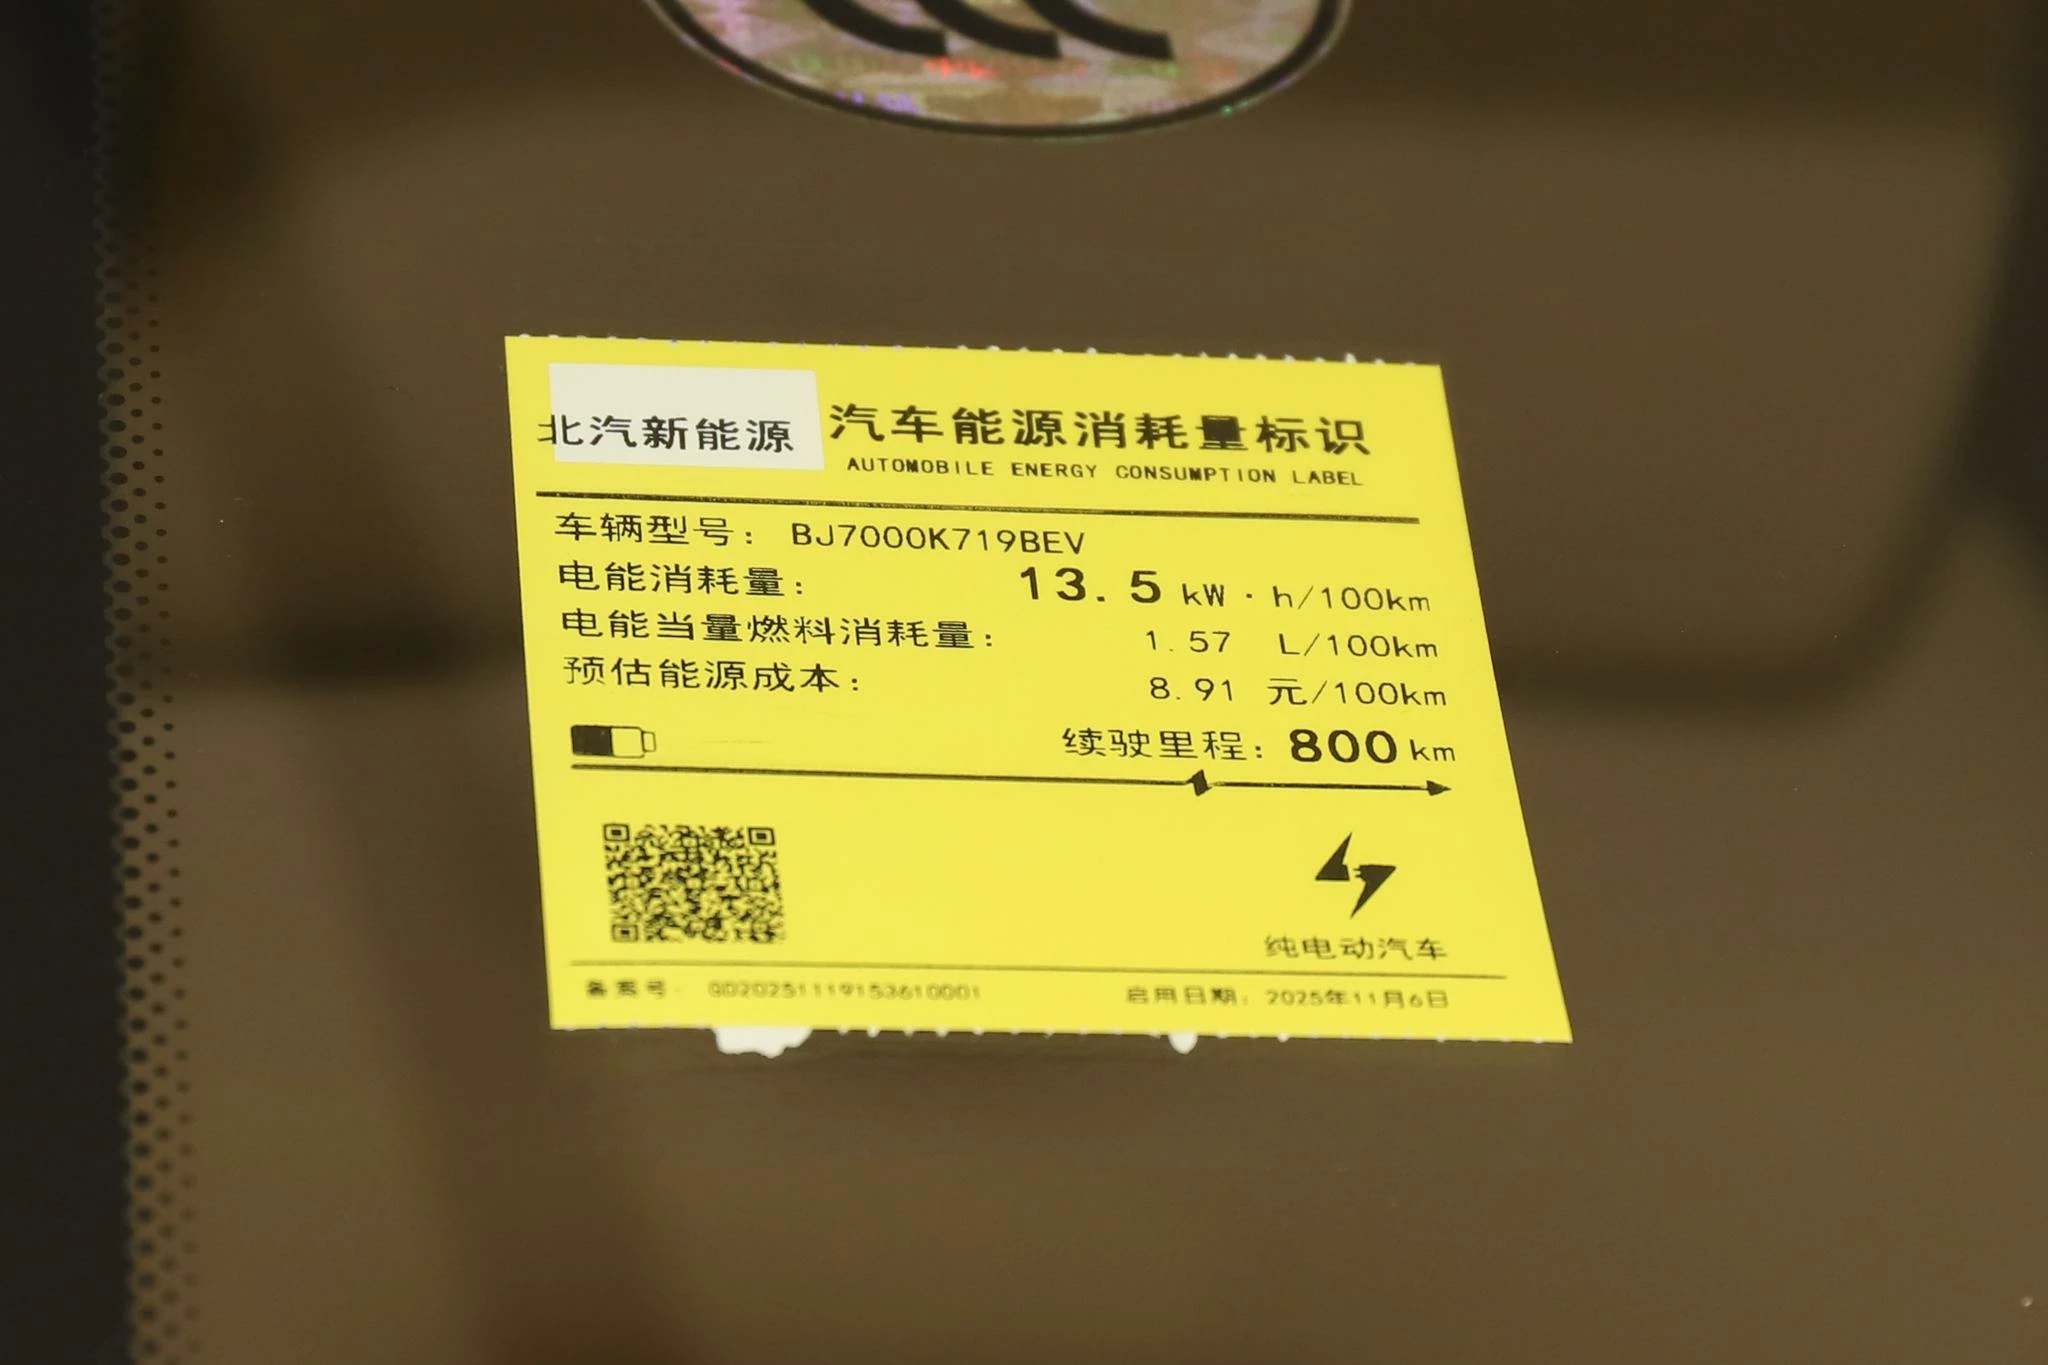 CCC
北汽新能源 汽车能源消耗量标识
AUTOMOBILE ENERGY CONSUMPTION LABEL
车辆型号： BJ7000K719BEV
电能消耗量： 13.5 kW·h/100km
电能当量燃料消耗量： 1.57 L/100km
预估能源成本： 8.91 元/100km
续驶里程：800km
纯电动汽车
备案号： QD20251119153610001 启用日期：2025年11月6日